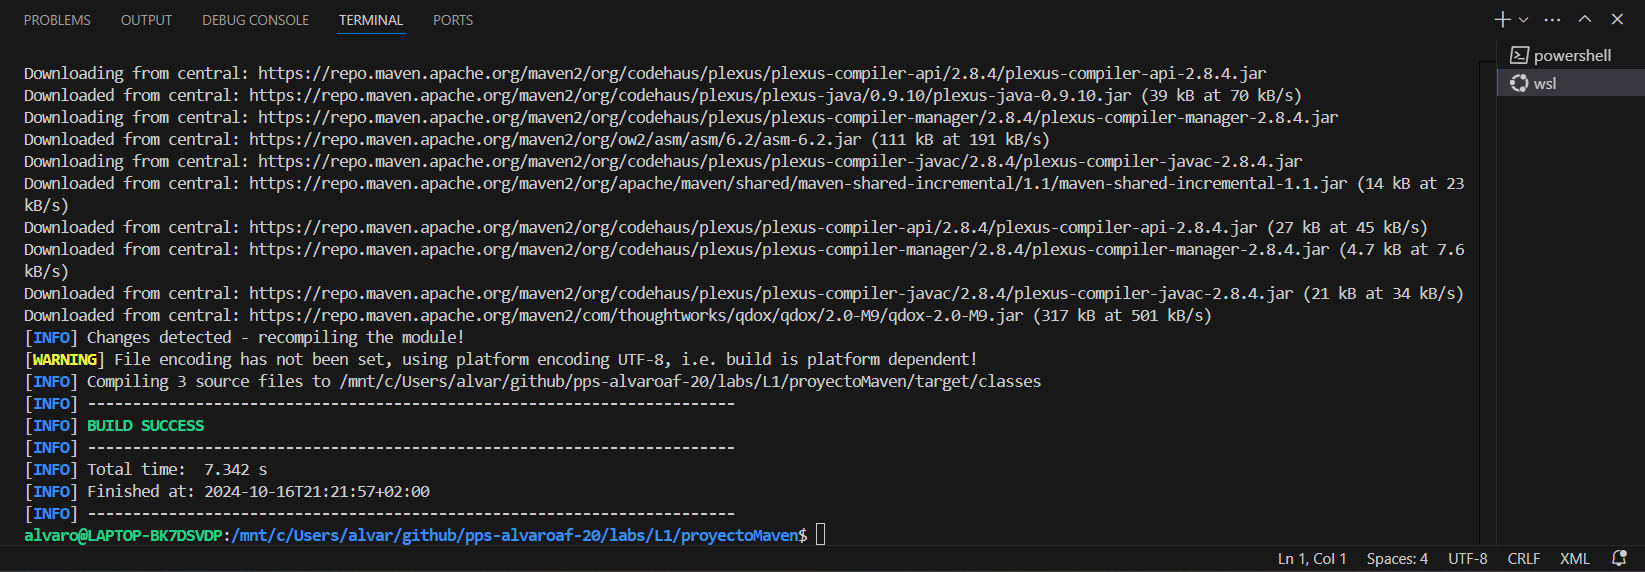 PROBLEMS OUTPUT DEBUG CONSOLE TERMINAL PORTS
powershell
wsl
Downloading from central: https://repo.maven.apache.org/maven2/org/codehaus/plexus/plexus-compiler-api/2.8.4/plexus-compiler-api-2.8.4.jar
Downloaded from central: https://repo.maven.apache.org/maven2/org/codehaus/plexus/plexus-java/0.9.10/plexus-java-0.9.10.jar (39 kB at 70 kB/s)
Downloading from central: https://repo.maven.apache.org/maven2/org/codehaus/plexus/plexus-compiler-manager/2.8.4/plexus-compiler-manager-2.8.4.jar
Downloaded from central: https://repo.maven.apache.org/maven2/org/ow2/asm/asm/6.2/asm-6.2.jar (111 kB at 191 kB/s)
Downloading from central: https://repo.maven.apache.org/maven2/org/codehaus/plexus/plexus-compiler-javac/2.8.4/plexus-compiler-javac-2.8.4.jar
Downloaded from central: https://repo.maven.apache.org/maven2/org/apache/maven/shared/maven-shared-incremental/1.1/maven-shared-incremental-1.1.jar (14 kB at 23
kB/s)
Downloaded from central: https://repo.maven.apache.org/maven2/org/codehaus/plexus/plexus-compiler-api/2.8.4/plexus-compiler-api-2.8.4.jar (27 kB at 45 kB/s)
Downloaded from central: https://repo.maven.apache.org/maven2/org/codehaus/plexus/plexus-compiler-manager/2.8.4/plexus-compiler-manager-2.8.4.jar (4.7 kB at 7.6
kB/s)
Downloaded from central: https://repo.maven.apache.org/maven2/org/codehaus/plexus/plexus-compiler-javac/2.8.4/plexus-compiler-javac-2.8.4.jar (21 kB at 34 kB/s)
Downloaded from central: https://repo.maven.apache.org/maven2/com/thoughtworks/qdox/qdox/2.0-M9/qdox-2.0-M9.jar (317 kB at 501 kB/s)
[INFO] Changes detected - recompiling the module!
[WARNING] File encoding has not been set, using platform encoding UTF-8, i.e. build is platform dependent!
[INFO] Compiling 3 source files to /mnt/c/Users/alvar/github/pps-alvaroaf-20/labs/L1/proyectoMaven/target/classes
[INFO] ------------------------------------------------------------------------
[INFO] BUILD SUCCESS
[INFO] ------------------------------------------------------------------------
[INFO] Total time:  7.342 s
[INFO] Finished at: 2024-10-16T21:21:57+02:00
[INFO] ------------------------------------------------------------------------
alvaro@LAPTOP-BK7DSVDP:/mnt/c/Users/alvar/github/pps-alvaroaf-20/labs/L1/proyectoMaven$
Ln 1, Col 1 Spaces: 4 UTF-8 CRLF XML